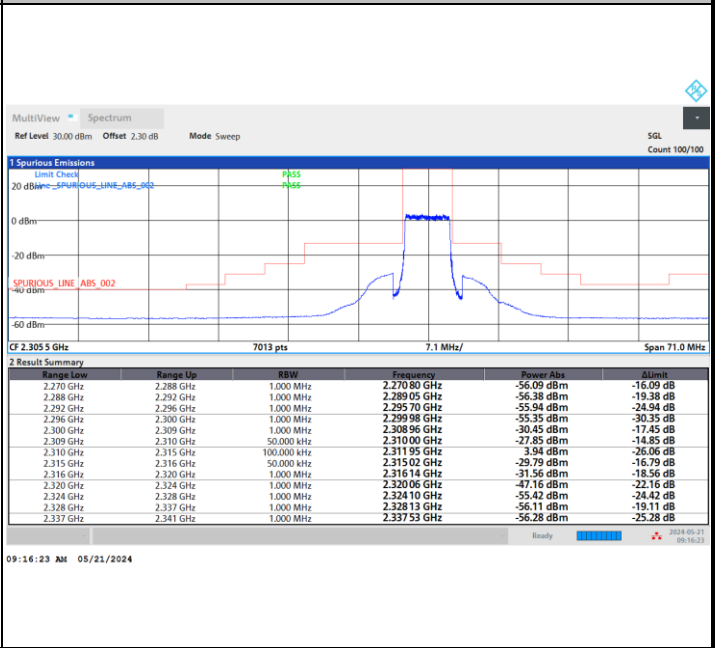 MultiView Spectrum
Ref Level 30.00 dBm Offset 2.30 dB Mode Sweep SGL
Count 100/100
1 Spurious Emissions
Limit Check PASS
20 dBm Line _SPURIOUS_LINE_ABS_002 PASS
0 dBm
-20 dBm
_SPURIOUS_LINE_ABS_002
-40 dBm
-60 dBm
CF 2.305 5 GHz 7013 pts 7.1 MHz/ Span 71.0 MHz
2 Result Summary
Range Low Range Up RBW Frequency Power Abs ΔLimit
2.270 GHz 2.288 GHz 1.000 MHz 2.270 80 GHz -56.09 dBm -16.09 dB
2.288 GHz 2.292 GHz 1.000 MHz 2.289 05 GHz -56.38 dBm -19.38 dB
2.292 GHz 2.296 GHz 1.000 MHz 2.295 70 GHz -55.94 dBm -24.94 dB
2.296 GHz 2.300 GHz 1.000 MHz 2.299 98 GHz -55.35 dBm -30.35 dB
2.300 GHz 2.309 GHz 1.000 MHz 2.308 96 GHz -30.45 dBm -17.45 dB
2.309 GHz 2.310 GHz 50.000 kHz 2.310 00 GHz -27.85 dBm -14.85 dB
2.310 GHz 2.315 GHz 100.000 kHz 2.311 95 GHz 3.94 dBm -26.06 dB
2.315 GHz 2.316 GHz 50.000 kHz 2.315 02 GHz -29.79 dBm -16.79 dB
2.316 GHz 2.320 GHz 1.000 MHz 2.316 14 GHz -31.56 dBm -18.56 dB
2.320 GHz 2.324 GHz 1.000 MHz 2.320 06 GHz -47.16 dBm -22.16 dB
2.324 GHz 2.328 GHz 1.000 MHz 2.324 10 GHz -55.42 dBm -24.42 dB
2.328 GHz 2.337 GHz 1.000 MHz 2.328 13 GHz -56.11 dBm -19.11 dB
2.337 GHz 2.341 GHz 1.000 MHz 2.337 53 GHz -56.28 dBm -25.28 dB
Ready 2024-05-21
09:16:23
09:16:23 AM 05/21/2024